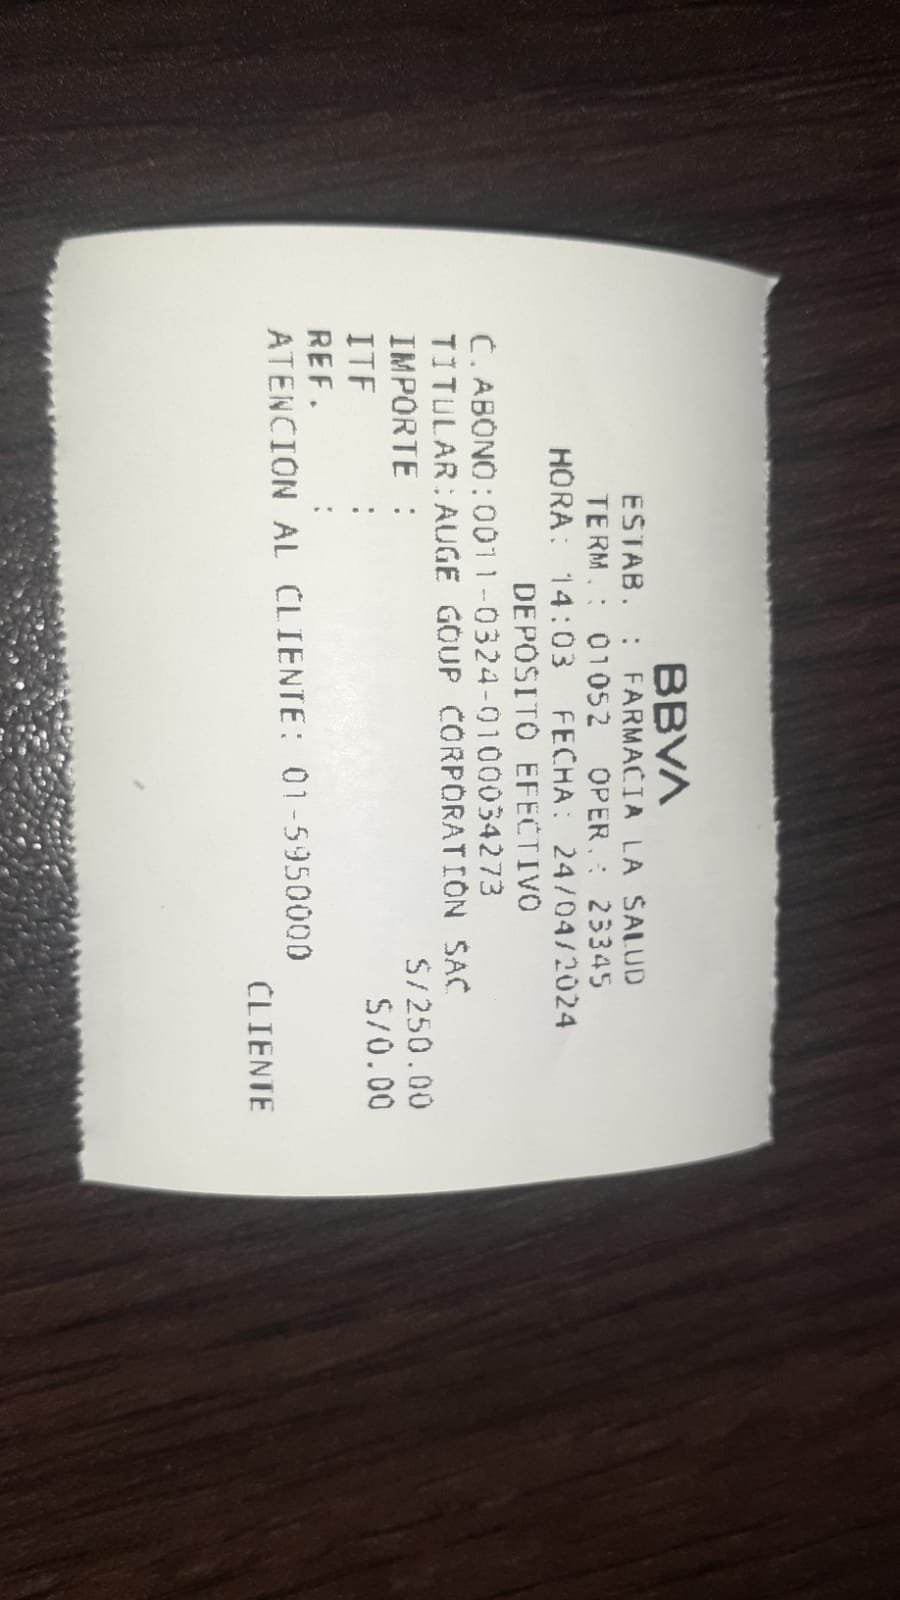 BBVA
ESTAB. : FARMACIA LA SALUD
TERM.: 01052 OPER.: 23345
HORA: 14:03 FECHA: 24/04/2024
DEPOSITO EFECTIVO
C.ABONO:0011-0324-0100034273
TITULAR:AUGE GOUP CORPORATION SAC
IMPORTE : S/250.00
ITF : S/0.00
REF. :
ATENCION AL CLIENTE: 01-5950000
CLIENTE